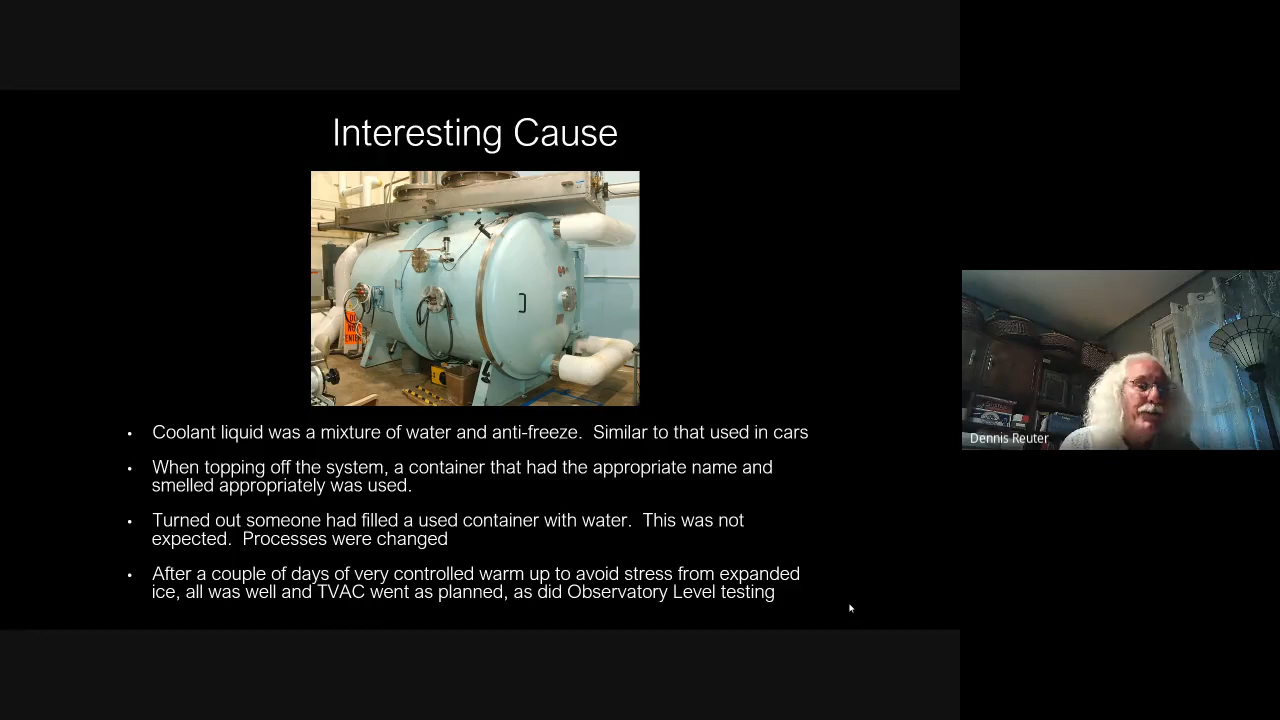 Interesting Cause
DO
NOT
ENTER
• Coolant liquid was a mixture of water and anti-freeze.  Similar to that used in cars
• When topping off the system, a container that had the appropriate name and
smelled appropriately was used.
• Turned out someone had filled a used container with water.  This was not
expected.  Processes were changed
• After a couple of days of very controlled warm up to avoid stress from expanded
ice, all was well and TVAC went as planned, as did Observatory Level testing
Dennis Reuter